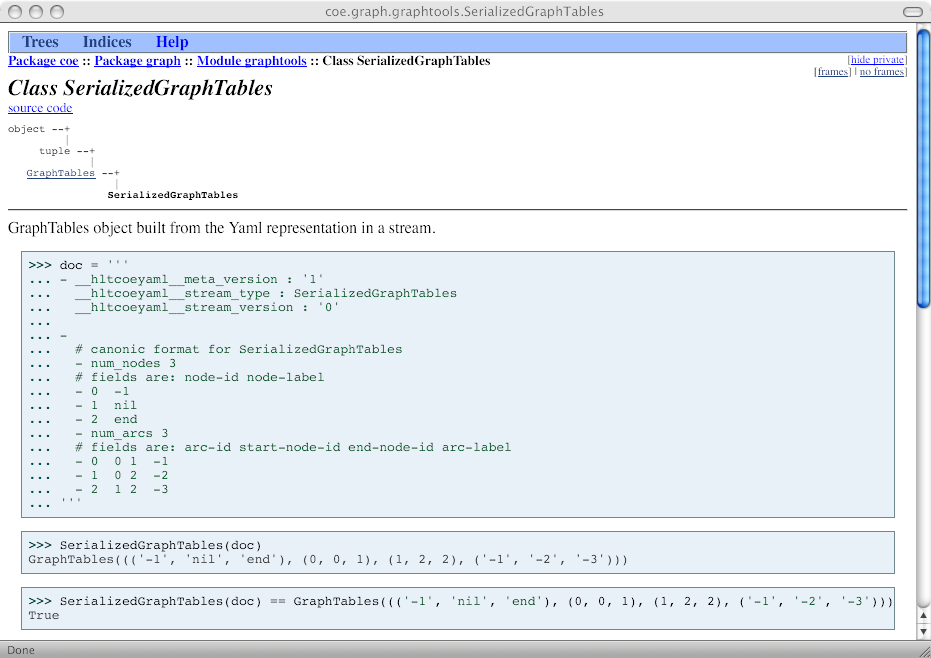 coe.graph.graphtools.SerializedGraphTables
Trees Indices Help
Package coe :: Package graph :: Module graphtools :: Class SerializedGraphTables
[hide private]
[frames] | no frames]
Class SerializedGraphTables
source code
object --+
|
tuple --+
|
GraphTables --+
|
SerializedGraphTables
GraphTables object built from the Yaml representation in a stream.
>>> doc = '''
... - __hltcoeyaml__meta_version : '1'
...   __hltcoeyaml__stream_type : SerializedGraphTables
...   __hltcoeyaml__stream_version : '0'
...
... -
...   # canonic format for SerializedGraphTables
...   - num_nodes 3
...   # fields are: node-id node-label
...   - 0  -1
...   - 1  nil
...   - 2  end
...   - num_arcs 3
...   # fields are: arc-id start-node-id end-node-id arc-label
...   - 0  0 1  -1
...   - 1  0 2  -2
...   - 2  1 2  -3
... '''
>>> SerializedGraphTables(doc)
GraphTables((('-1', 'nil', 'end'), (0, 0, 1), (1, 2, 2), ('-1', '-2', '-3')))
>>> SerializedGraphTables(doc) == GraphTables((('-1', 'nil', 'end'), (0, 0, 1), (1, 2, 2), ('-1', '-2', '-3')))
True
Done